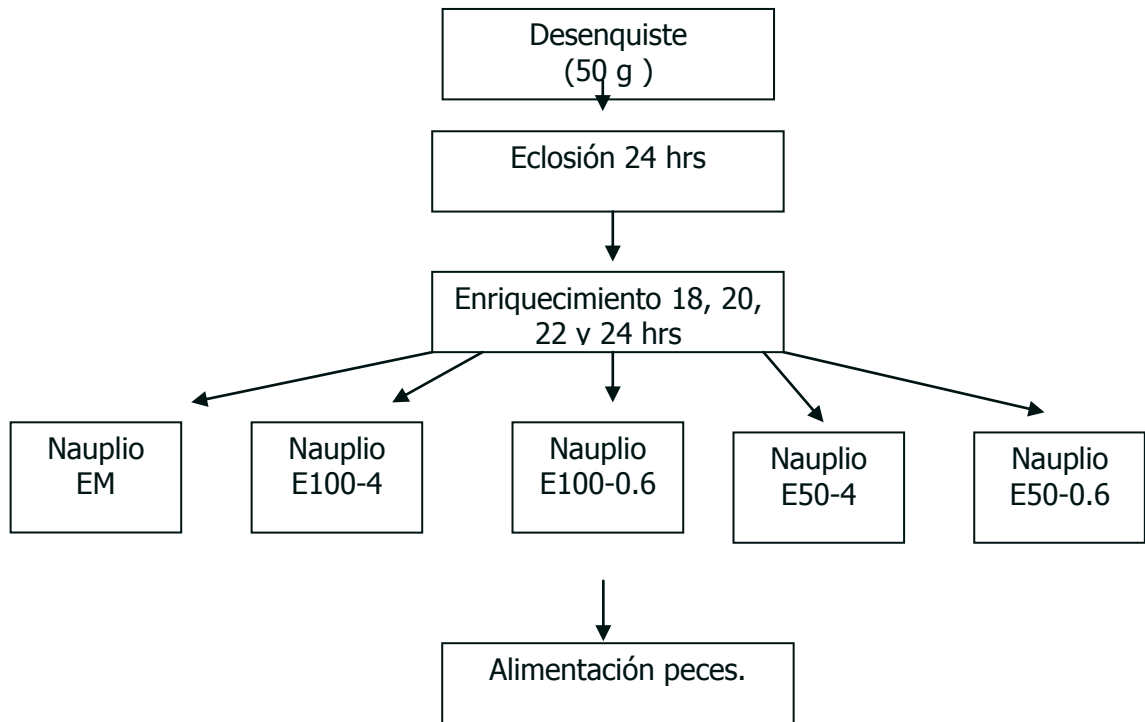 Desenquiste
(50 g )
Eclosión 24 hrs
Enriquecimiento 18, 20,
22 y 24 hrs
Nauplio
EM
Nauplio
E100-4
Nauplio
E100-0.6
Nauplio
E50-4
Nauplio
E50-0.6
Alimentación peces.